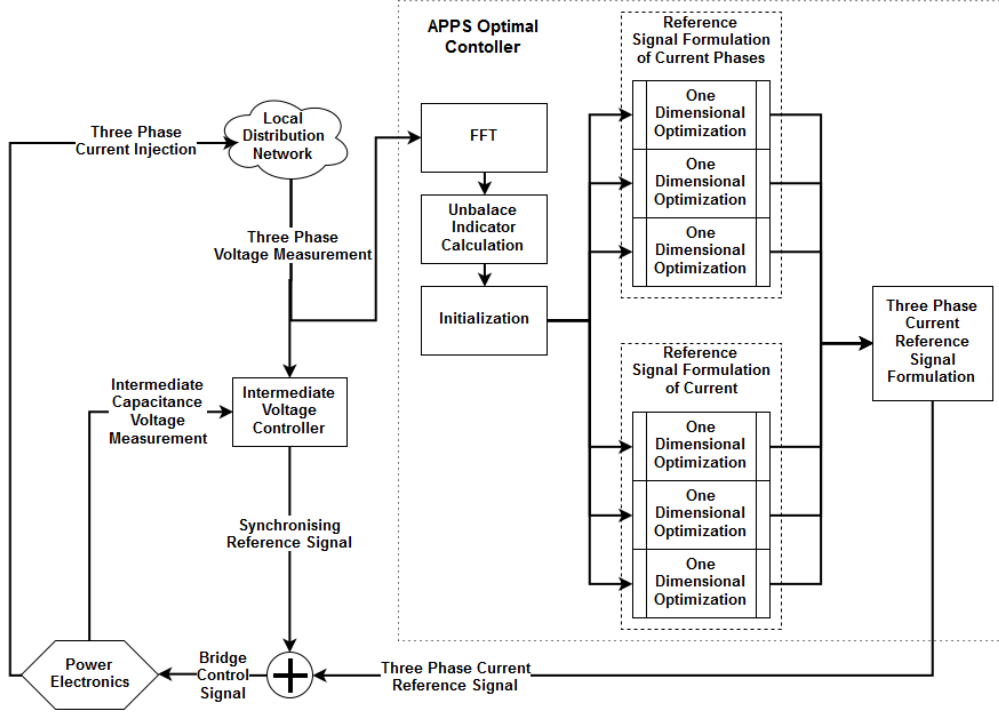 APPS Optimal
Contoller
Reference
Signal Formulation
of Current Phases
One
Dimensional
Optimization
One
Dimensional
Optimization
One
Dimensional
Optimization
FFT
Unbalace
Indicator
Calculation
Initialization
Three Phase
Current Injection
Local
Distribution
Network
Three Phase
Voltage Measurement
Reference
Signal Formulation
of Current
One
Dimensional
Optimization
One
Dimensional
Optimization
One
Dimensional
Optimization
Three Phase
Current
Reference
Signal
Formulation
Intermediate
Capacitance
Voltage
Measurement
Intermediate
Voltage
Controller
Synchronising
Reference Signal
Power
Electronics
Bridge
Control
Signal
Three Phase Current
Reference Signal